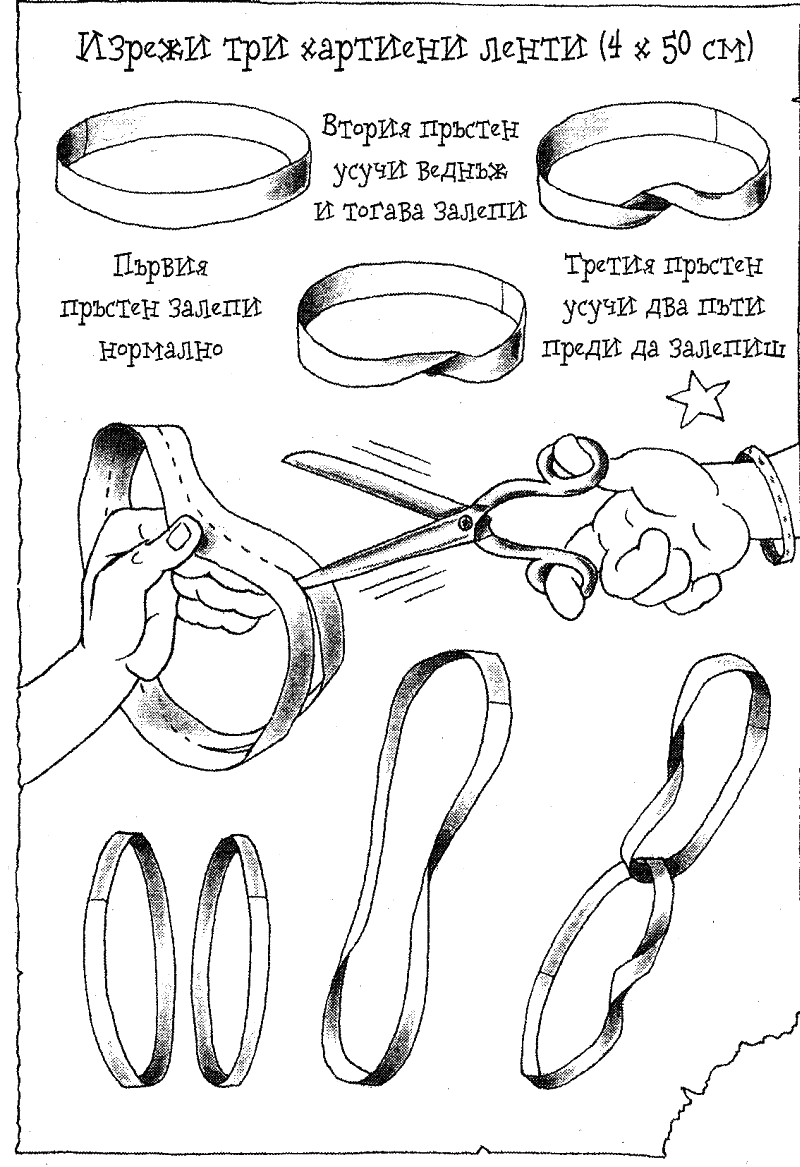 Изрежи три хартиени ленти (4 х 50 см)
Първия
пръстен залепи
нормално
Втория пръстен
усучи веднъж
и тогава залепи
Третия пръстен
усучи два пъти
преди да залепиш